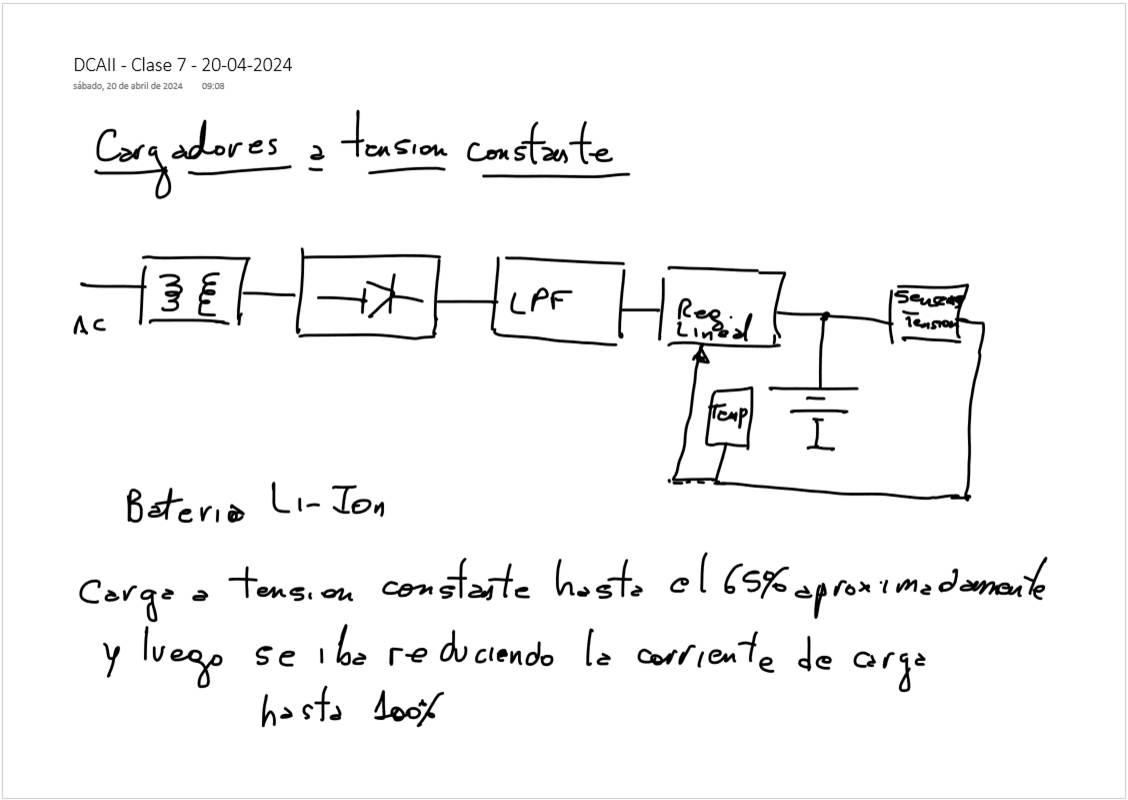 DCAII - Clase 7 - 20-04-2024
sábado, 20 de abril de 2024 09:08
Cargadores a tension constante
AC
LPF
Reg.
Lineal
Sensado
Tension
Temp
I
Bateria Li-Ion
Carga a tension constante hasta el 65% aproximadamente
y luego se iba reduciendo la corriente de carga
hasta 100%